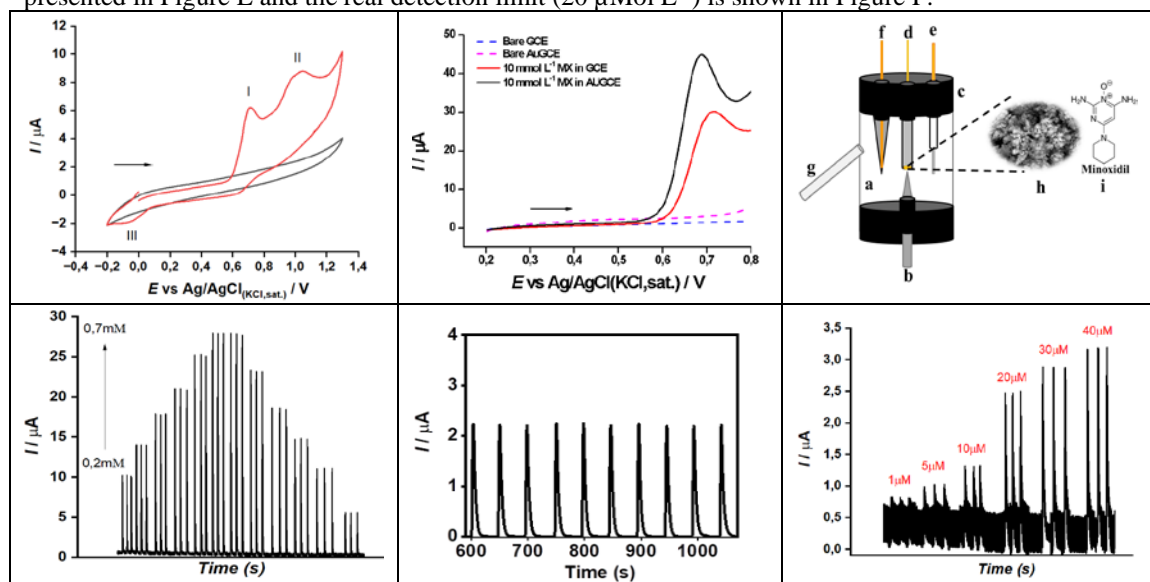 presented in Figure E and the real detection limit (20 µMol L⁻¹) is shown in Figure F.
I / µA
12
10
8
6
4
2
0
−2
−4
I
II
III
−0,2 0,0 0,2 0,4 0,6 0,8 1,0 1,2 1,4
E vs Ag/AgCl(KCl,sat.) / V
I / µA
50
40
30
20
10
0
Bare GCE
Bare AuGCE
10 mmol L⁻¹ MX in GCE
10 mmol L⁻¹ MX in AUGCE
0,2 0,3 0,4 0,5 0,6 0,7 0,8
E vs Ag/AgCl(KCl,sat.) / V
f d e
c
g
a
b
h
O⁻
H₂N N⊕ NH₂
N
N
Minoxidil
i
I / µA
30
25
20
15
10
5
0
0,7mM
0,2mM
Time (s)
I / µA
4
3
2
1
0
600 700 800 900 1000
Time (s)
I / µA
3,5
3,0
2,5
2,0
1,5
1,0
0,5
0,0
1µM
5µM
10µM
20µM
30µM
40µM
Time (s)